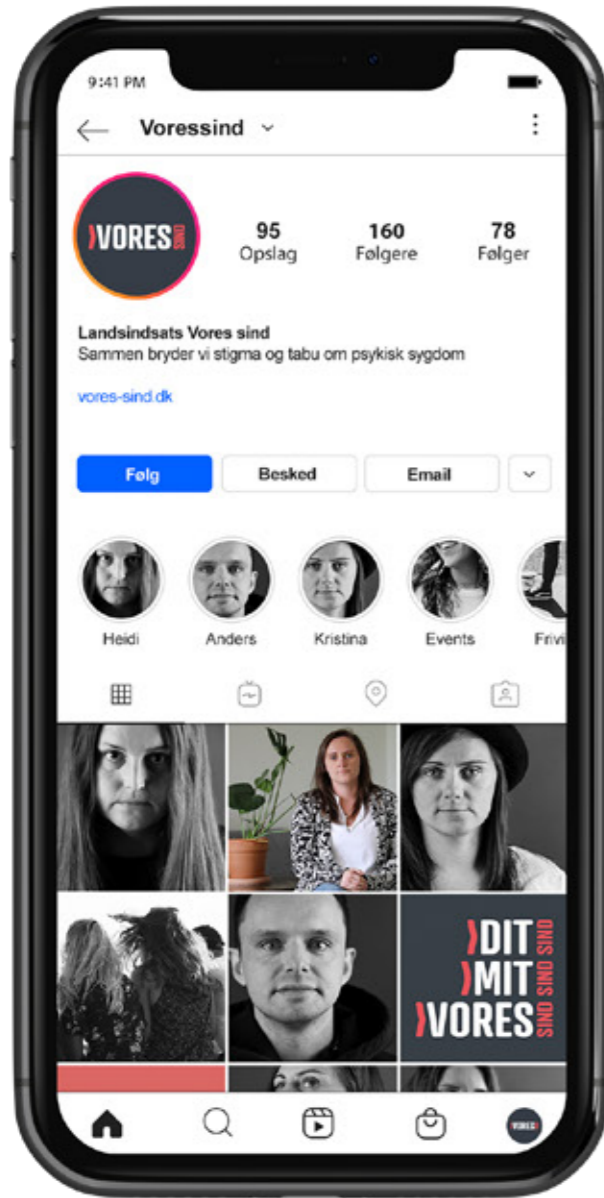 9:41 PM
Voressind
VORES SIND
95 160 78
Opslag Følgere Følger
Landsindsats Vores sind
Sammen bryder vi stigma og tabu om psykisk sygdom
vores-sind.dk
Følg Besked Email
Heidi Anders Kristina Events Frivi
DIT SIND
MIT SIND
VORES SIND
VORES